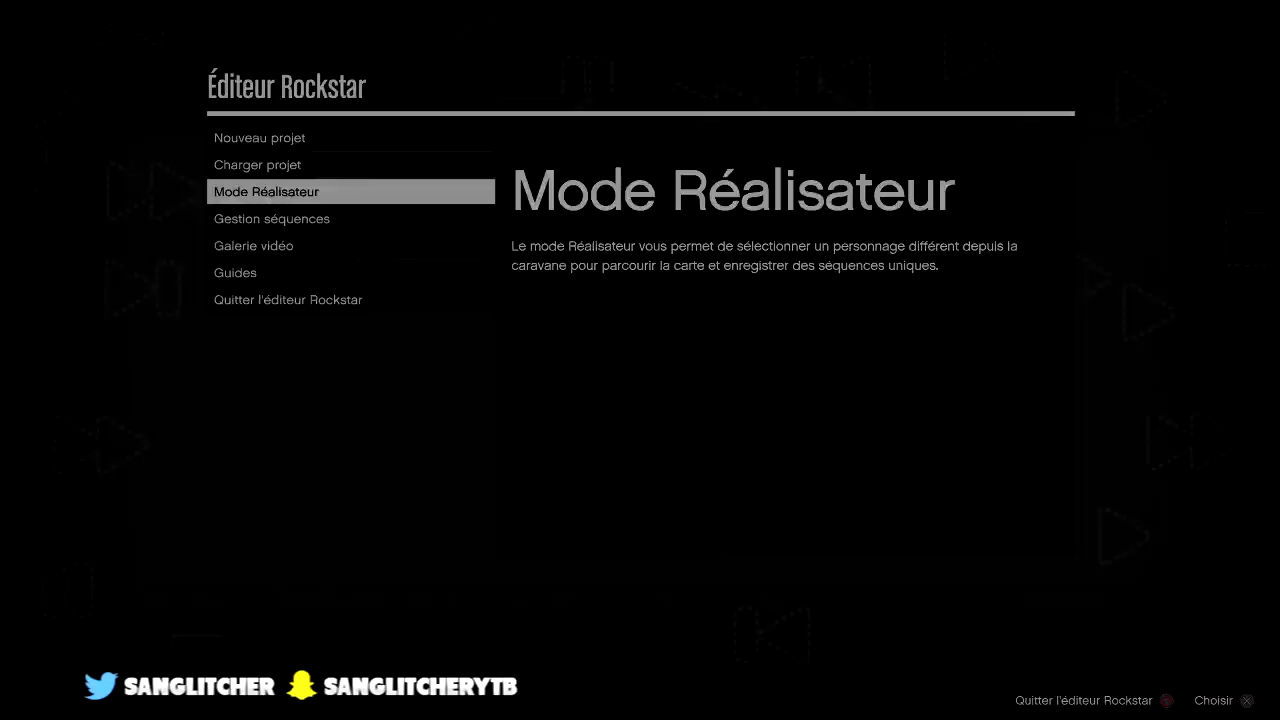 Éditeur Rockstar
Nouveau projet
Charger projet
Mode Réalisateur
Gestion séquences
Galerie vidéo
Guides
Quitter l'éditeur Rockstar
Mode Réalisateur
Le mode Réalisateur vous permet de sélectionner un personnage différent depuis la
caravane pour parcourir la carte et enregistrer des séquences uniques.
SANGLITCHER SANGLITCHERYTB
Quitter l'éditeur Rockstar Choisir